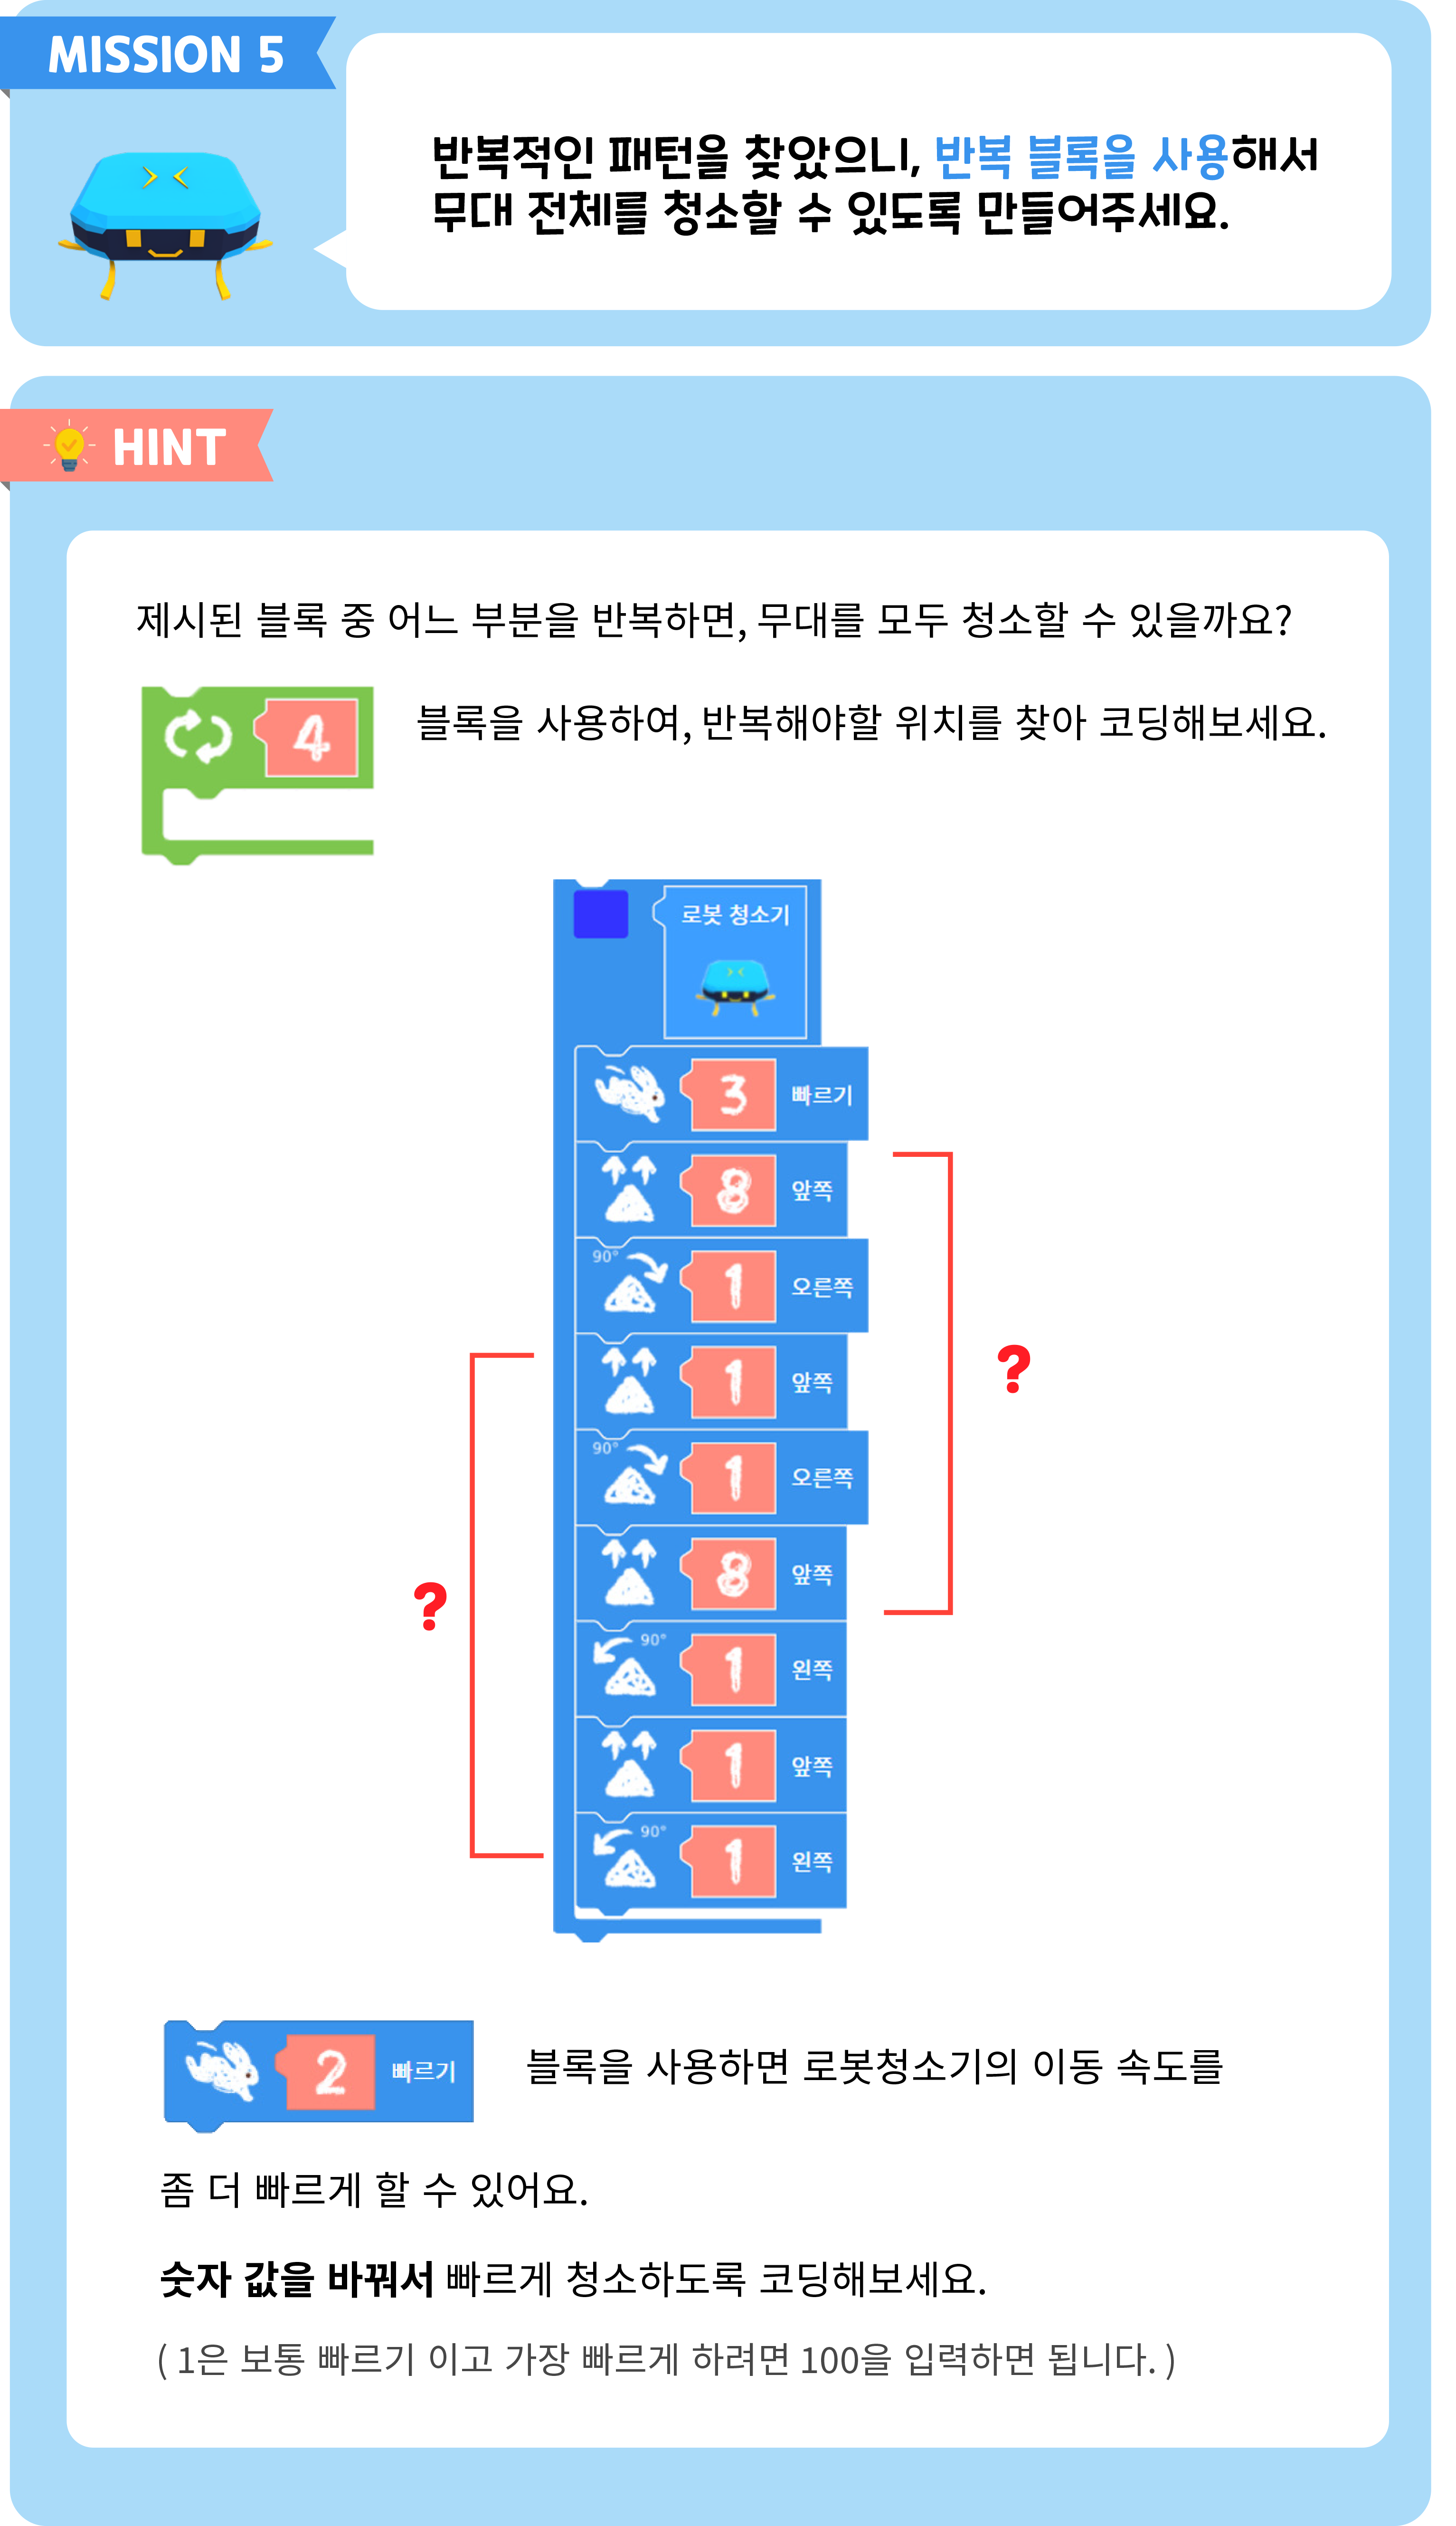 MISSION 5
반복적인 패턴을 찾았으니, 반복 블록을 사용해서
무대 전체를 청소할 수 있도록 만들어주세요.
HINT
제시된 블록 중 어느 부분을 반복하면, 무대를 모두 청소할 수 있을까요?
4
블록을 사용하여, 반복해야할 위치를 찾아 코딩해보세요.
로봇 청소기
3 빠르기
8 앞쪽
90° 1 오른쪽
?
1 앞쪽
90° 1 오른쪽
8 앞쪽
?
90° 1 왼쪽
1 앞쪽
90° 1 왼쪽
2 빠르기
블록을 사용하면 로봇청소기의 이동 속도를
좀 더 빠르게 할 수 있어요.
숫자 값을 바꿔서 빠르게 청소하도록 코딩해보세요.
( 1은 보통 빠르기 이고 가장 빠르게 하려면 100을 입력하면 됩니다. )